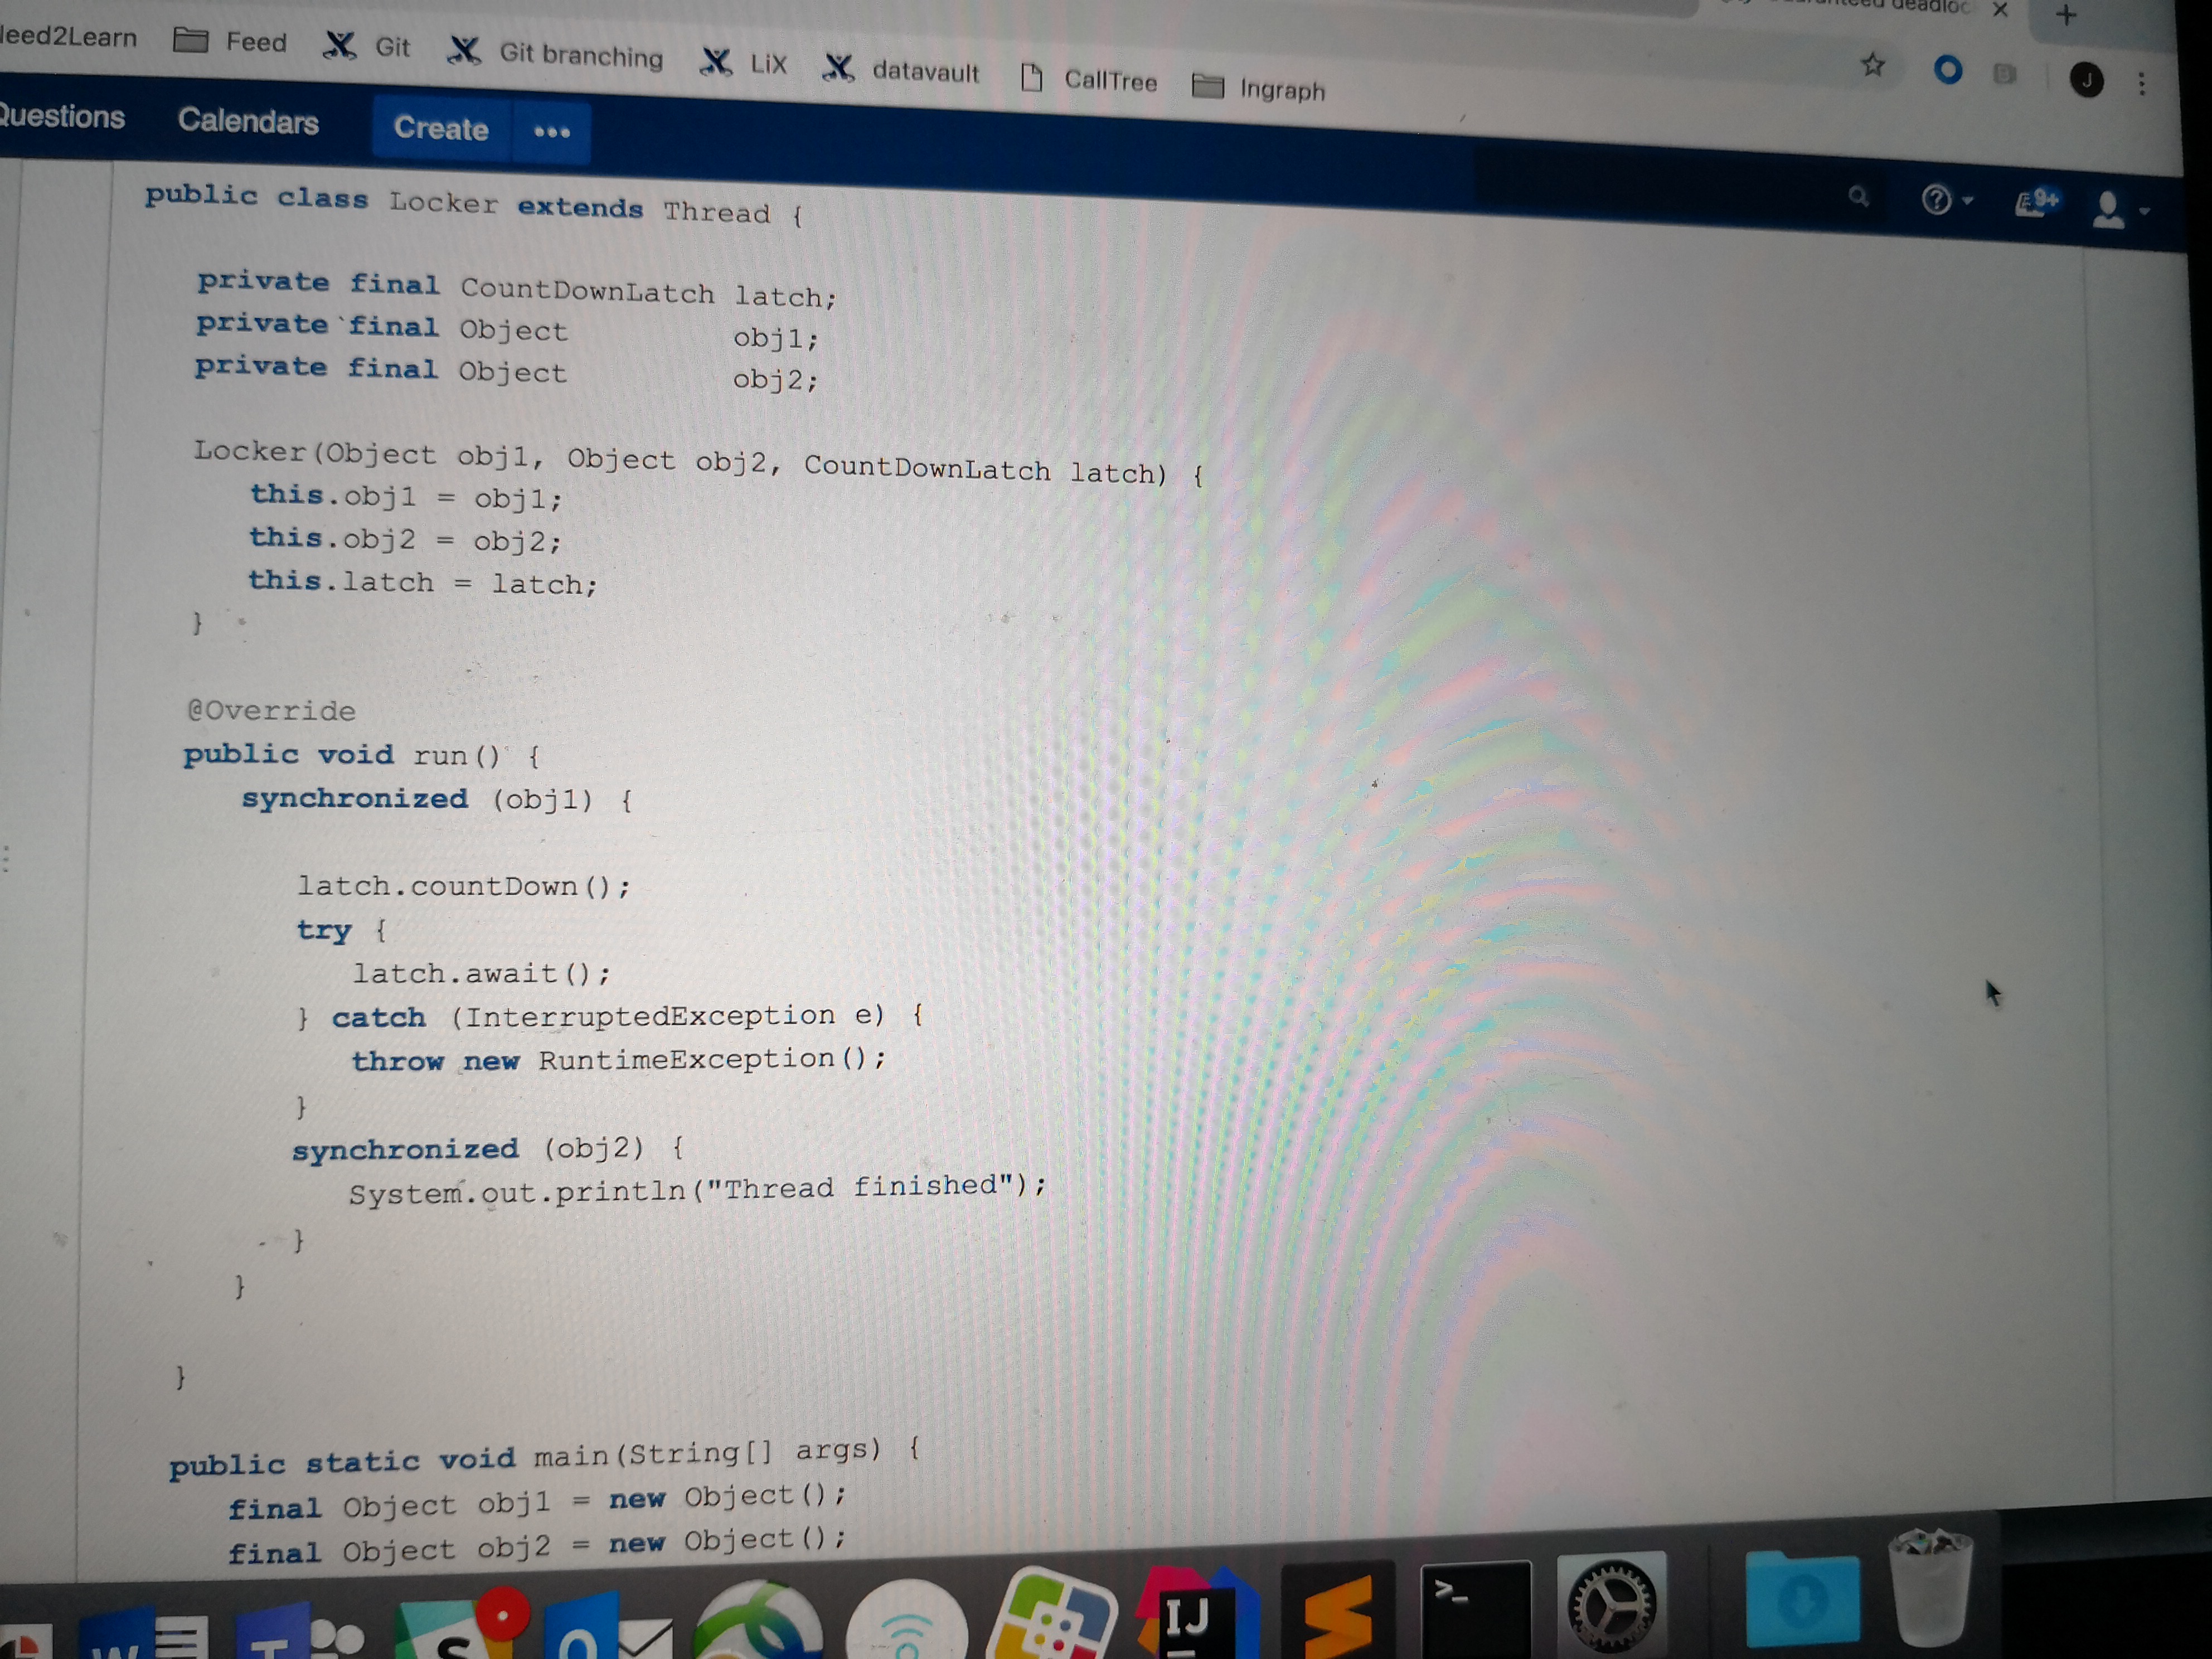 deadloc
Feed Git Git branching LiX datavault CallTree Ingraph J
Questions Calendars Create
9+
public class Locker extends Thread {
private final CountDownLatch latch;
private final Object obj1;
private final Object obj2;
Locker(Object obj1, Object obj2, CountDownLatch latch) {
this.obj1 = obj1;
this.obj2 = obj2;
this.latch = latch;
}
@Override
public void run() {
synchronized (obj1) {
latch.countDown();
try {
latch.await();
} catch (InterruptedException e) {
throw new RuntimeException();
}
synchronized (obj2) {
System.out.println("Thread finished");
}
}
}
public static void main(String[] args) {
final Object obj1 = new Object();
final Object obj2 = new Object();
IJ
>_